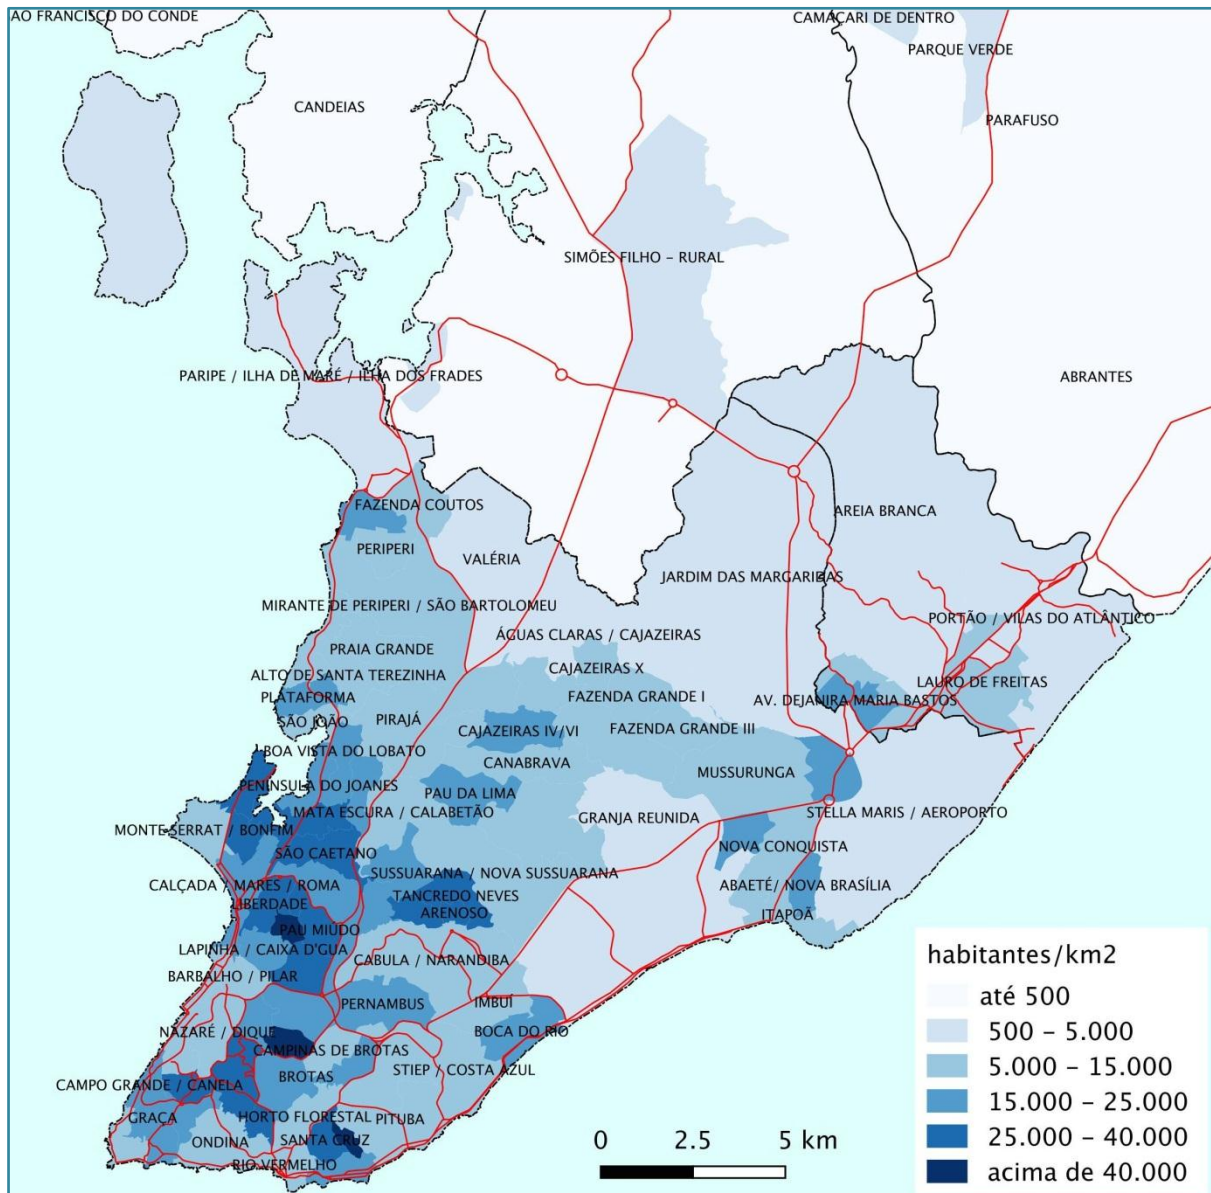 AO FRANCISCO DO CONDE
CAMAÇARI DE DENTRO
PARQUE VERDE
CANDEIAS
PARAFUSO
SIMÕES FILHO - RURAL
PARIPE / ILHA DE MARÉ / ILHA DOS FRADES
ABRANTES
FAZENDA COUTOS
AREIA BRANCA
PERIPERI
VALÉRIA
JARDIM DAS MARGARIDAS
MIRANTE DE PERIPERI / SÃO BARTOLOMEU
PORTÃO / VILAS DO ATLÂNTICO
ÁGUAS CLARAS / CAJAZEIRAS
PRAIA GRANDE
CAJAZEIRAS X
ALTO DE SANTA TEREZINHA
LAURO DE FREITAS
PLATAFORMA
FAZENDA GRANDE I
AV. DEJANIRA MARIA BASTOS
SÃO JOÃO
PIRAJÁ
CAJAZEIRAS IV/VI
FAZENDA GRANDE III
BOA VISTA DO LOBATO
CANABRAVA
MUSSURUNGA
PENÍNSULA DO JOANES
PAU DA LIMA
MATA ESCURA / CALABETÃO
GRANJA REUNIDA
STELLA MARIS / AEROPORTO
MONTE SERRAT / BONFIM
NOVA CONQUISTA
SÃO CAETANO
SUSSUARANA / NOVA SUSSUARANA
CALÇADA / MARES / ROMA
ABAETÉ/ NOVA BRASÍLIA
TANCREDO NEVES
LIBERDADE
ARENOSO
ITAPOÃ
PAU MIÚDO
LAPINHA / CAIXA D'GUA
CABULA / NARANDIBA
BARBALHO / PILAR
PERNAMBUS
IMBUÍ
NAZARÉ / DIQUE
BOCA DO RIO
CAMPINAS DE BROTAS
STIEP / COSTA AZUL
BROTAS
CAMPO GRANDE / CANELA
GRAÇA
HORTO FLORESTAL
PITUBA
ONDINA
SANTA CRUZ
RIO VERMELHO
0 2.5 5 km
habitantes/km2
até 500
500 - 5.000
5.000 - 15.000
15.000 - 25.000
25.000 - 40.000
acima de 40.000